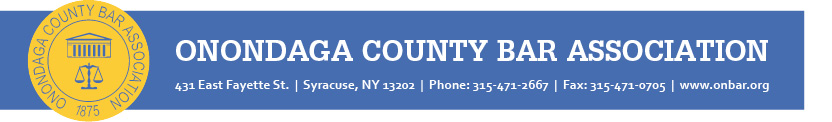 ONONDAGA COUNTY BAR ASSOCIATION
1875
ONONDAGA COUNTY BAR ASSOCIATION
431 East Fayette St. | Syracuse, NY 13202 | Phone: 315-471-2667 | Fax: 315-471-0705 | www.onbar.org